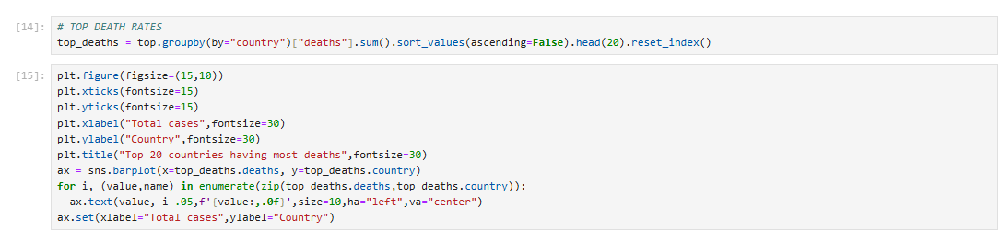 [14]:
# TOP DEATH RATES
top_deaths = top.groupby(by="country")["deaths"].sum().sort_values(ascending=False).head(20).reset_index()
[15]:
plt.figure(figsize=(15,10))
plt.xticks(fontsize=15)
plt.yticks(fontsize=15)
plt.xlabel("Total cases",fontsize=30)
plt.ylabel("Country",fontsize=30)
plt.title("Top 20 countries having most deaths",fontsize=30)
ax = sns.barplot(x=top_deaths.deaths, y=top_deaths.country)
for i, (value,name) in enumerate(zip(top_deaths.deaths,top_deaths.country)):
  ax.text(value, i-.05,f'{value:,.0f}',size=10,ha="left",va="center")
ax.set(xlabel="Total cases",ylabel="Country")